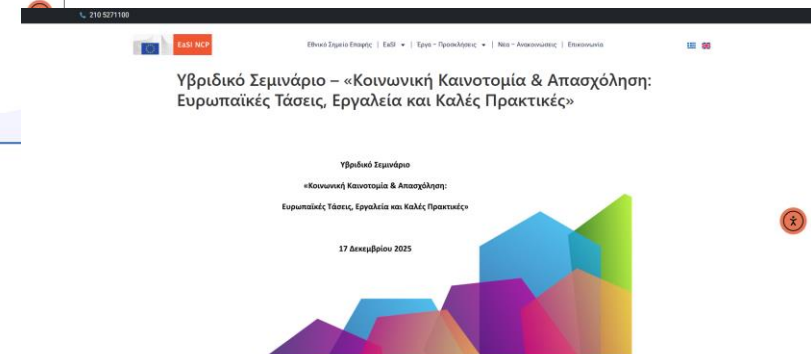 210 5271100
EaSI NCP
Εθνικό Σημείο Επαφής | EaSI | Έργα – Προσκλήσεις | Νέα – Ανακοινώσεις | Επικοινωνία
Υβριδικό Σεμινάριο – «Κοινωνική Καινοτομία & Απασχόληση:
Ευρωπαϊκές Τάσεις, Εργαλεία και Καλές Πρακτικές»
Υβριδικό Σεμινάριο
«Κοινωνική Καινοτομία & Απασχόληση:
Ευρωπαϊκές Τάσεις, Εργαλεία και Καλές Πρακτικές»
17 Δεκεμβρίου 2025